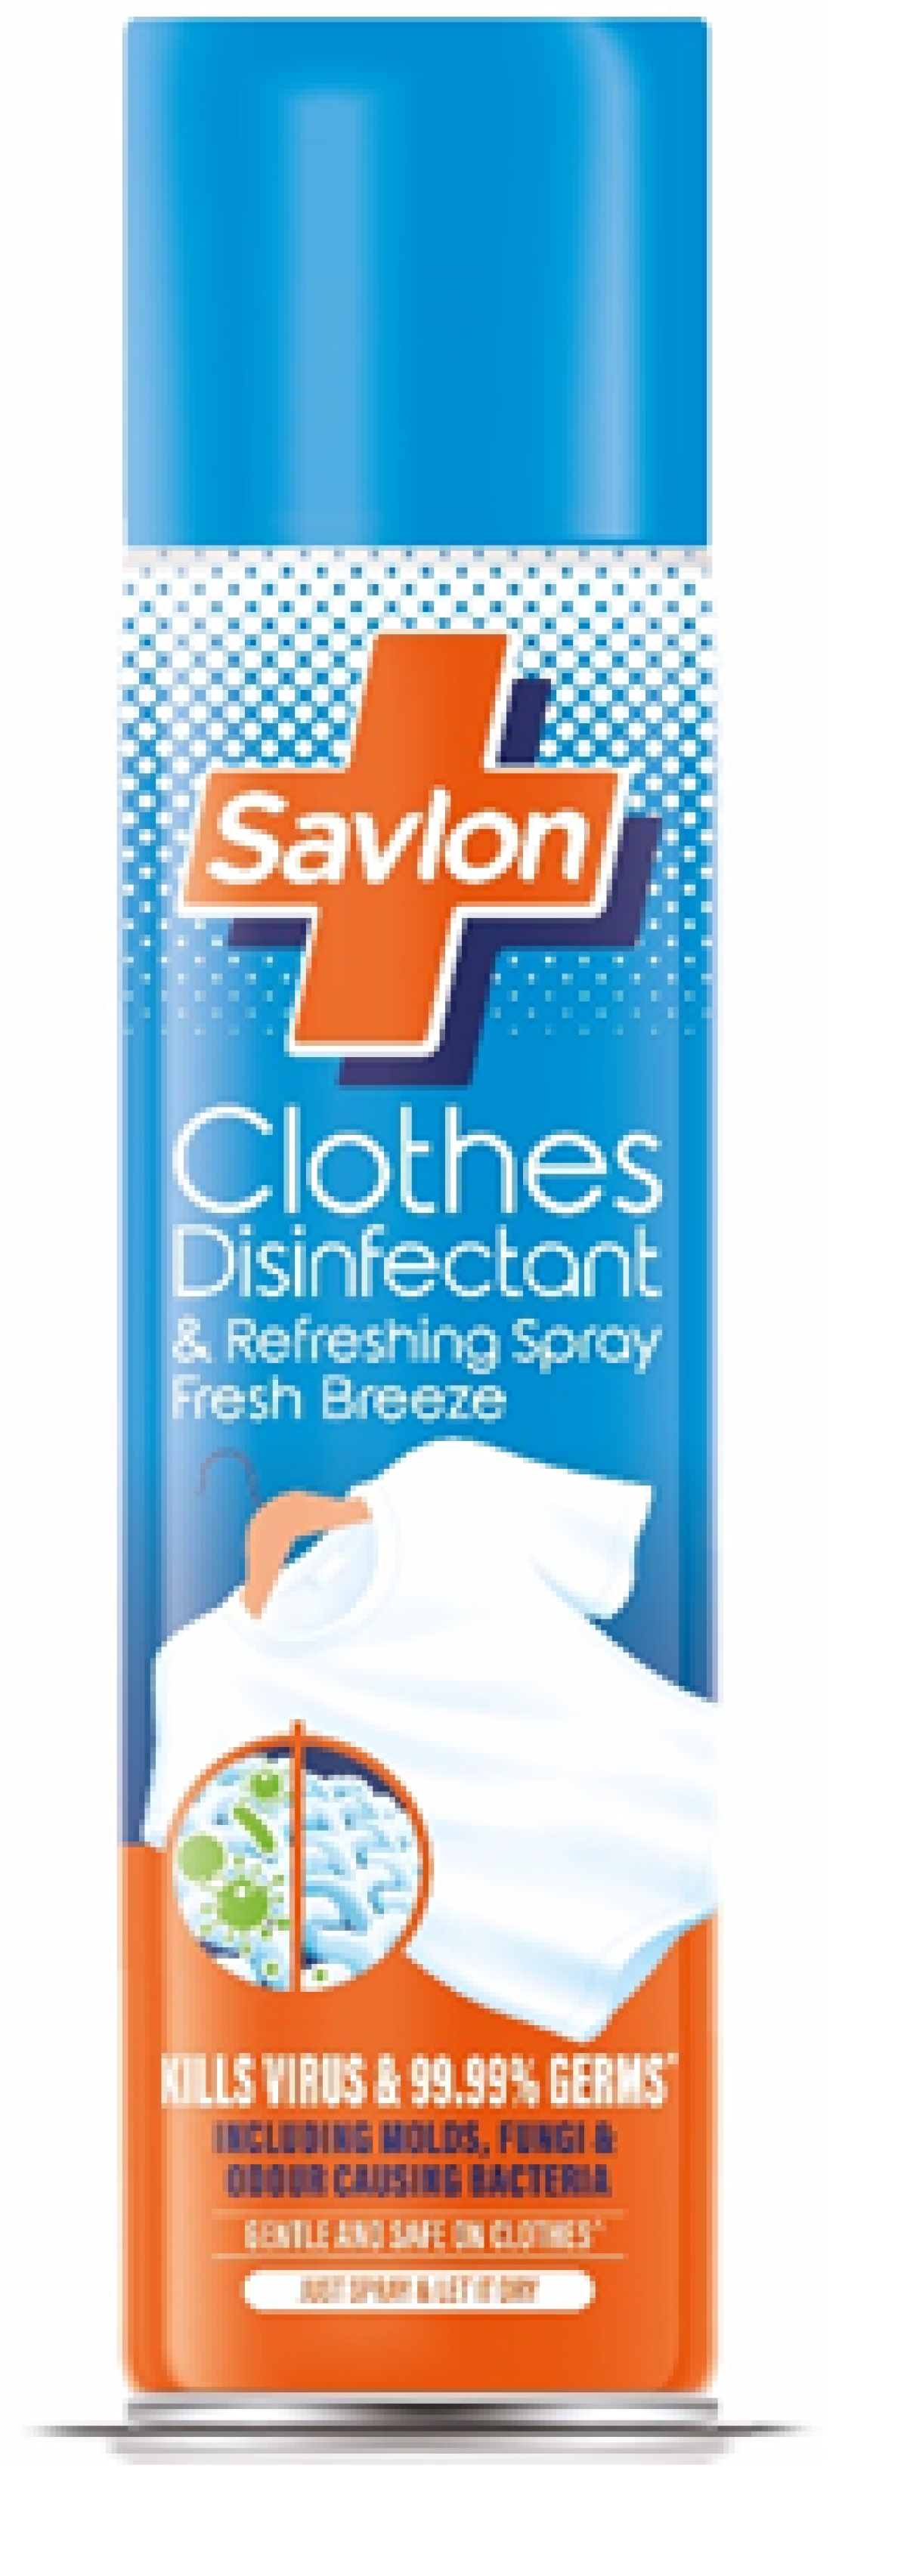 Savlon
Clothes
Disinfectant
& Refreshing Spray
Fresh Breeze
KILLS VIRUS & 99.99% GERMS*
INCLUDING MOLDS, FUNGI &
ODOUR CAUSING BACTERIA
GENTLE AND SAFE ON CLOTHES*
JUST SPRAY & LET IT DRY